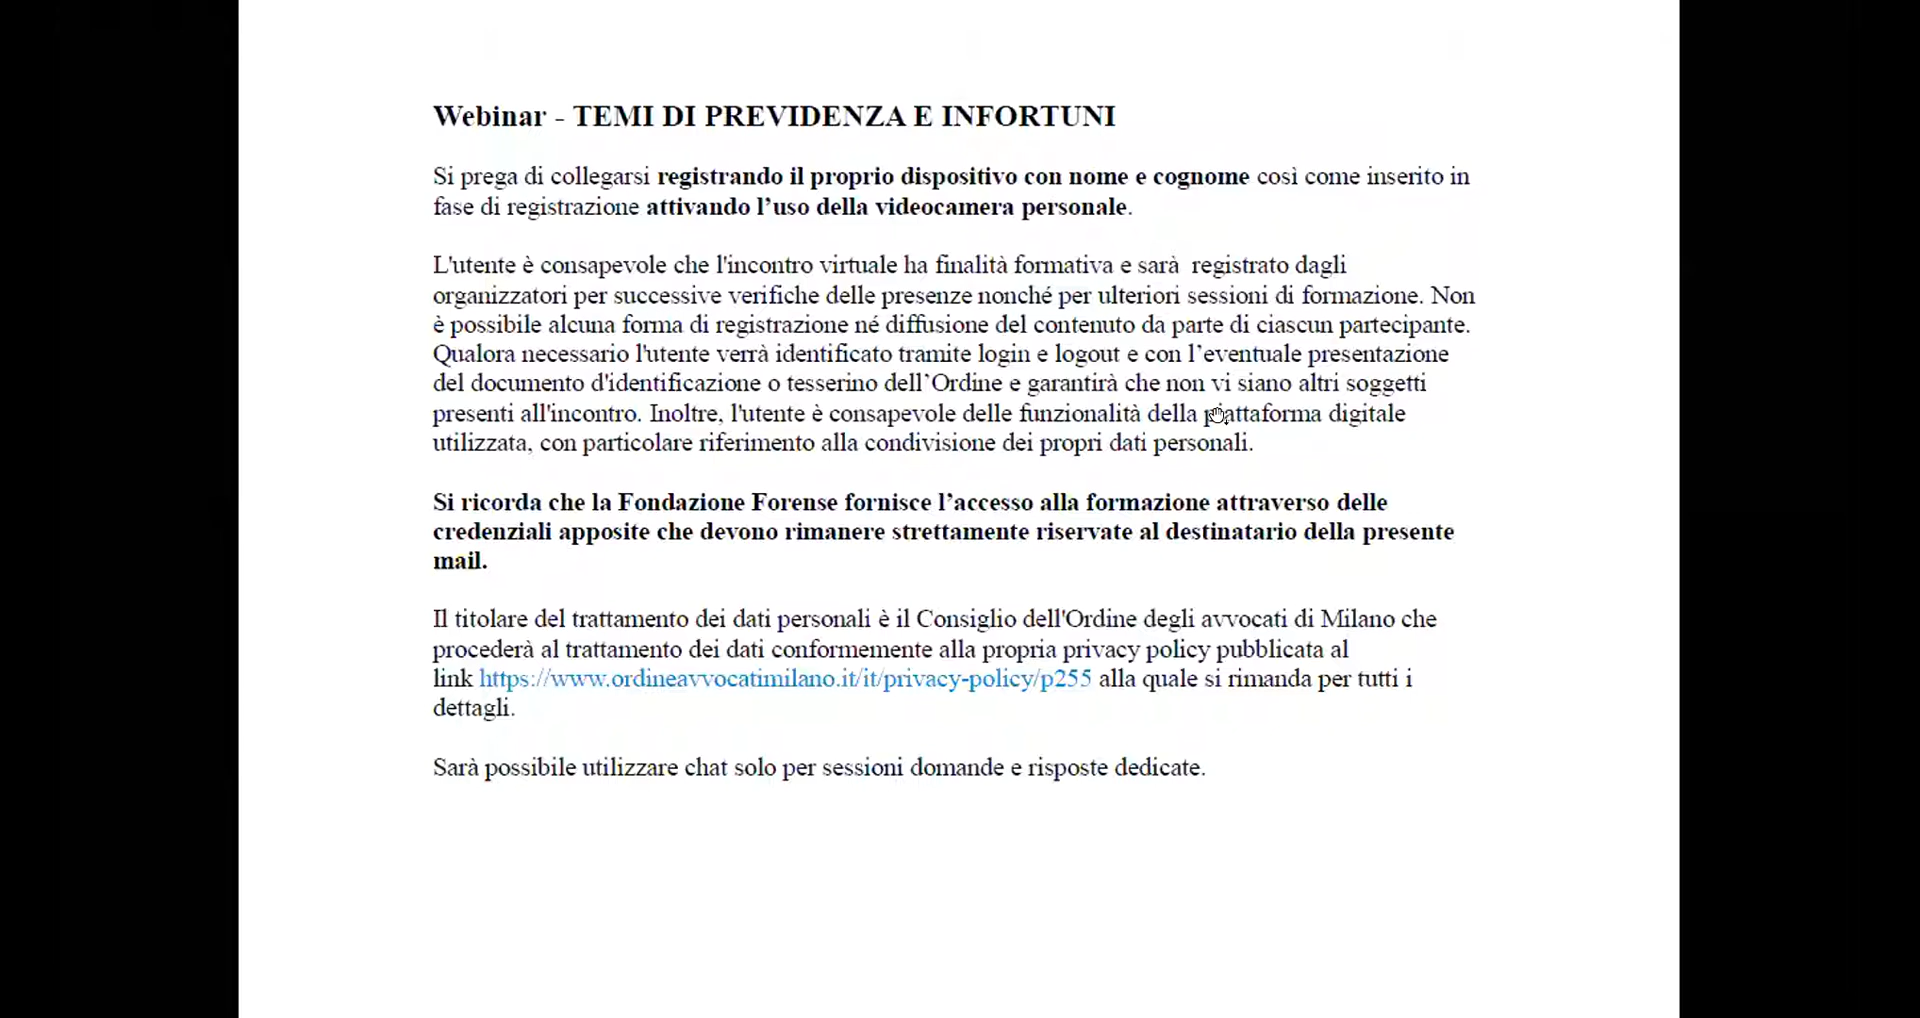 Webinar - TEMI DI PREVIDENZA E INFORTUNI
Si prega di collegarsi registrando il proprio dispositivo con nome e cognome così come inserito in
fase di registrazione attivando l’uso della videocamera personale.
L'utente è consapevole che l'incontro virtuale ha finalità formativa e sarà  registrato dagli
organizzatori per successive verifiche delle presenze nonché per ulteriori sessioni di formazione. Non
è possibile alcuna forma di registrazione né diffusione del contenuto da parte di ciascun partecipante.
Qualora necessario l'utente verrà identificato tramite login e logout e con l’eventuale presentazione
del documento d'identificazione o tesserino dell’Ordine e garantirà che non vi siano altri soggetti
presenti all'incontro. Inoltre, l'utente è consapevole delle funzionalità della piattaforma digitale
utilizzata, con particolare riferimento alla condivisione dei propri dati personali.
Si ricorda che la Fondazione Forense fornisce l’accesso alla formazione attraverso delle
credenziali apposite che devono rimanere strettamente riservate al destinatario della presente
mail.
Il titolare del trattamento dei dati personali è il Consiglio dell'Ordine degli avvocati di Milano che
procederà al trattamento dei dati conformemente alla propria privacy policy pubblicata al
link https://www.ordineavvocatimilano.it/it/privacy-policy/p255 alla quale si rimanda per tutti i
dettagli.
Sarà possibile utilizzare chat solo per sessioni domande e risposte dedicate.